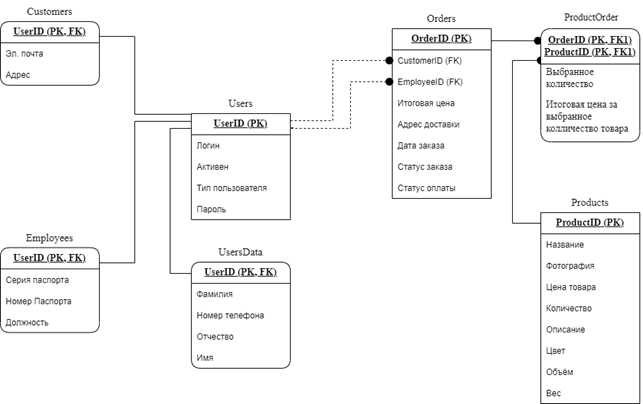 Customers
UserID (PK, FK)
Эл. почта
Адрес
Users
UserID (PK)
Логин
Активен
Тип пользователя
Пароль
Employees
UserID (PK, FK)
Серия паспорта
Номер Паспорта
Должность
UsersData
UserID (PK, FK)
Фамилия
Номер телефона
Отчество
Имя
Orders
OrderID (PK)
CustomerID (FK)
EmployeeID (FK)
Итоговая цена
Адрес доставки
Дата заказа
Статус заказа
Статус оплаты
ProductOrder
OrderID (PK, FK1)
ProductID (PK, FK1)
Выбранное
количество
Итоговая цена за
выбранное
колличество товара
Products
ProductID (PK)
Название
Фотография
Цена товара
Количество
Описание
Цвет
Объём
Вес